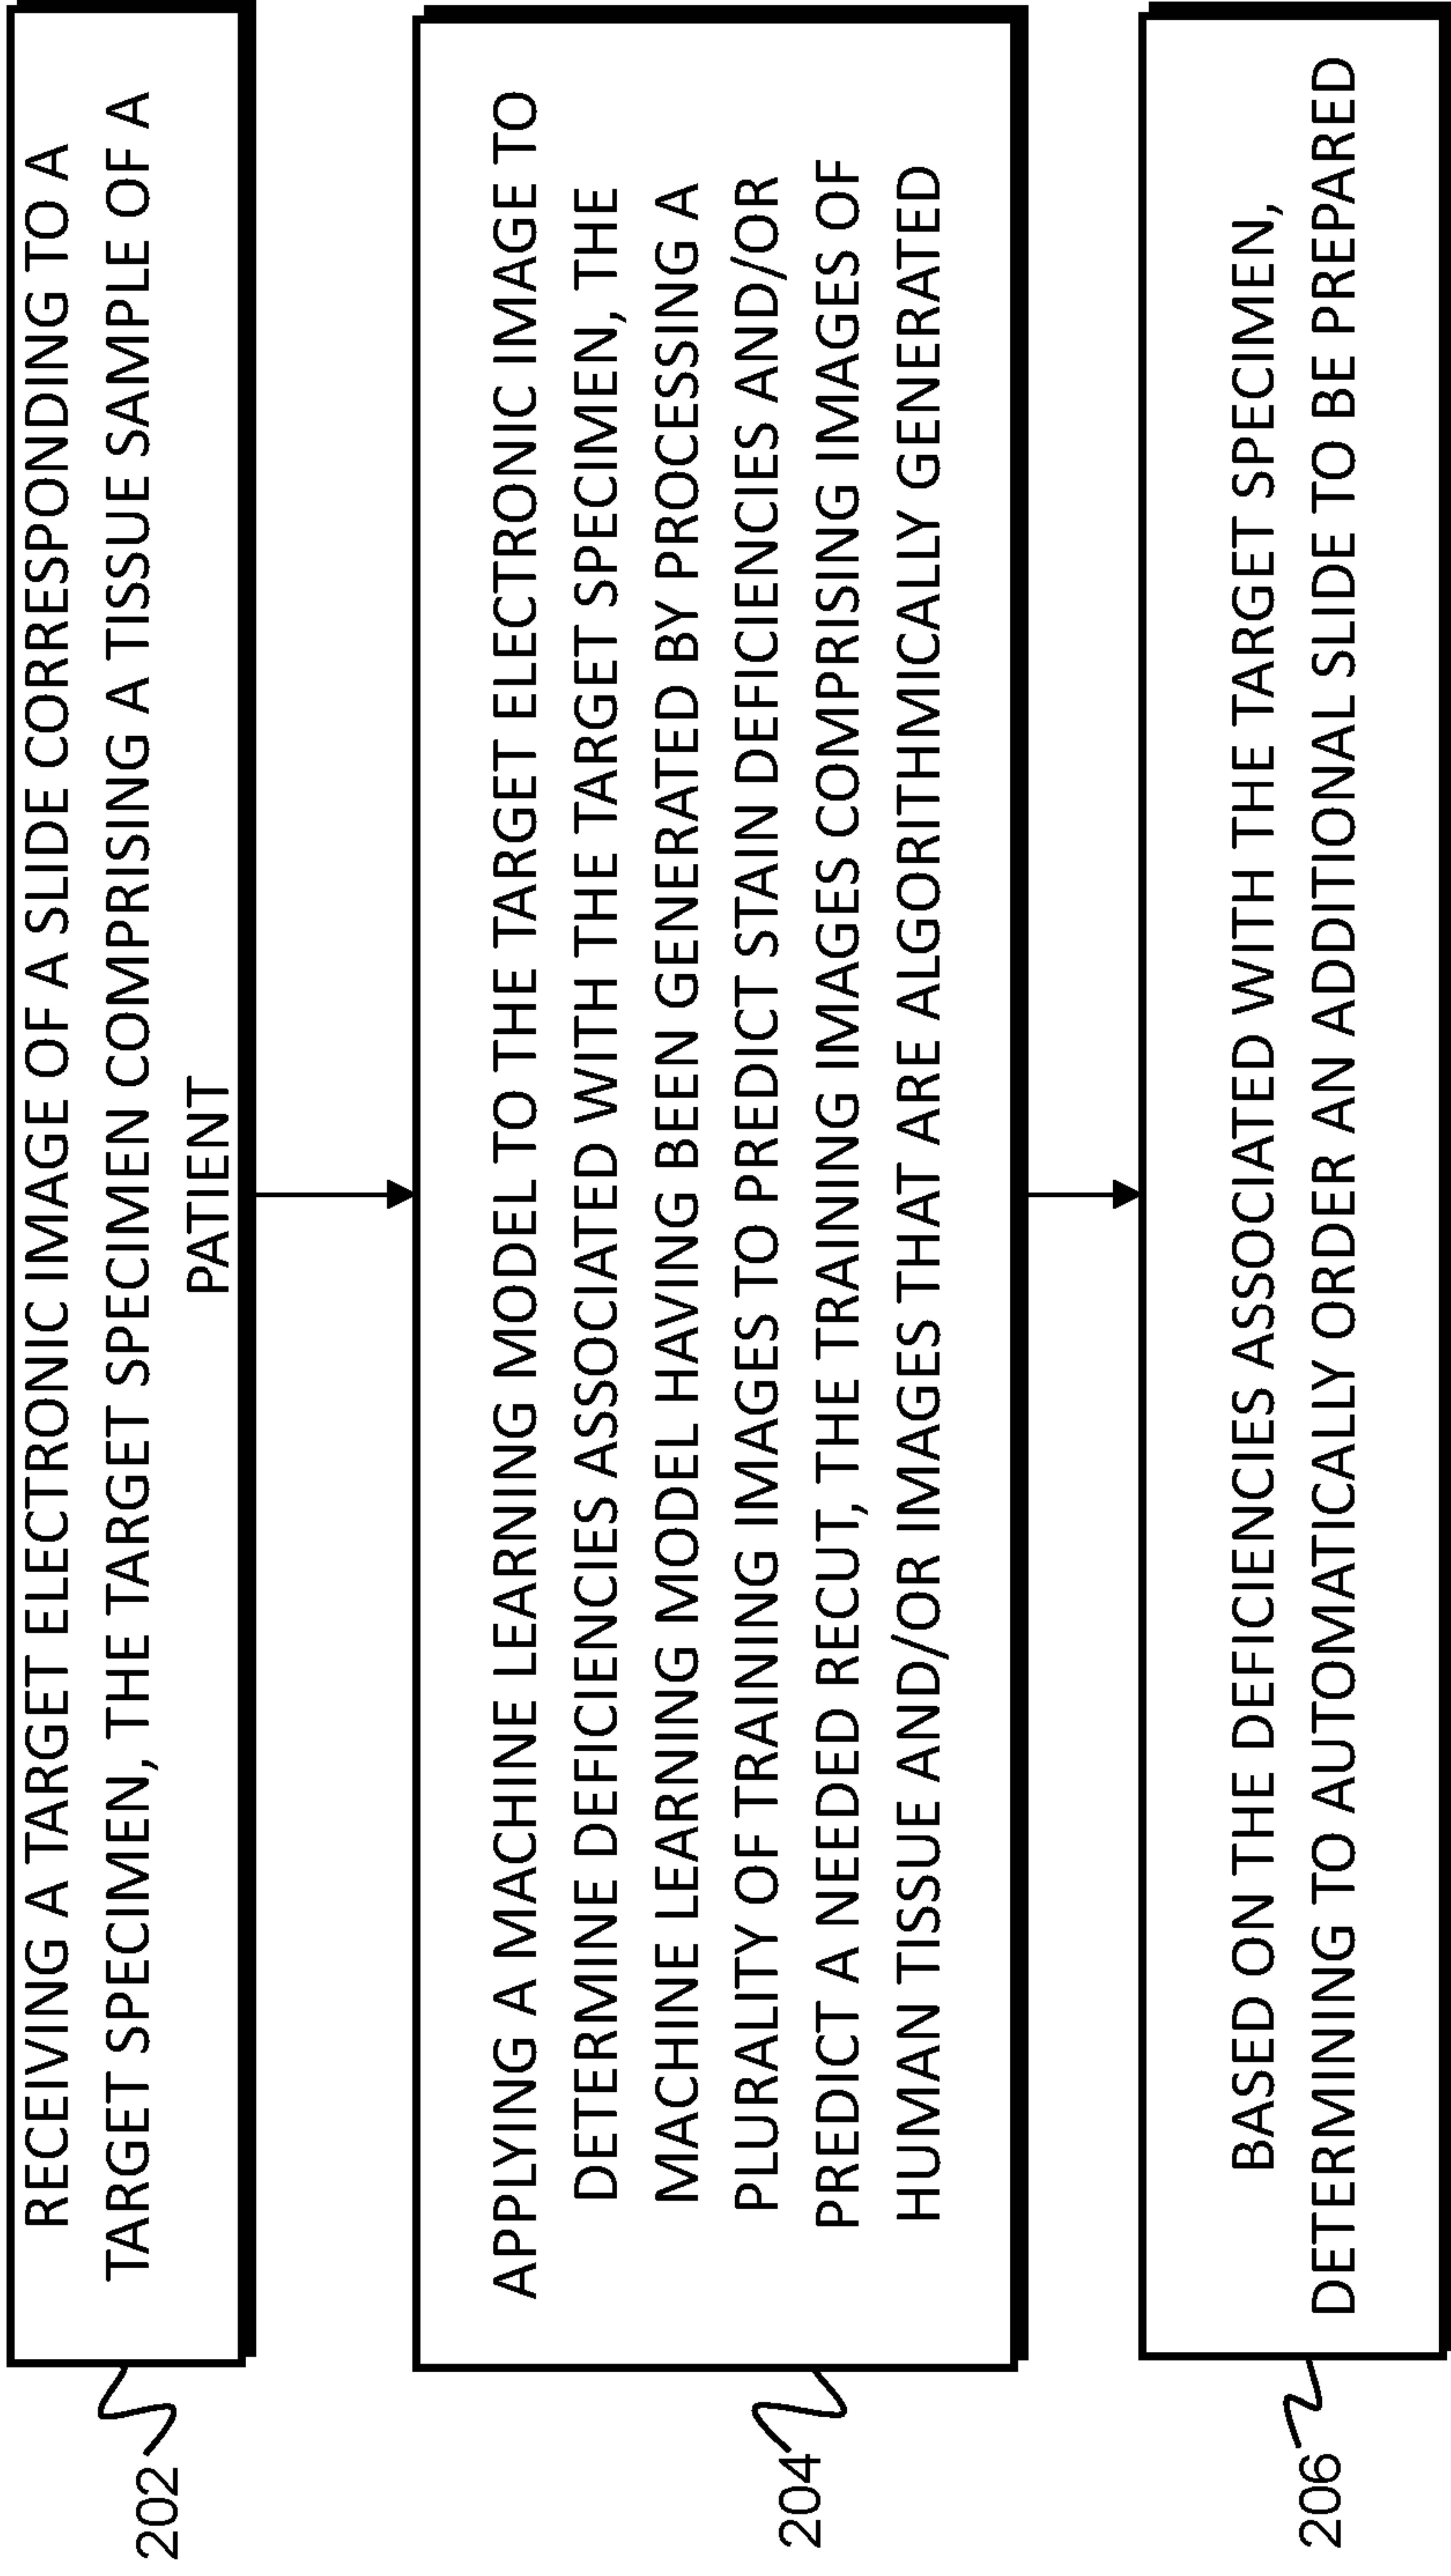 RECEIVING A TARGET ELECTRONIC IMAGE OF A SLIDE CORRESPONDING TO A
TARGET SPECIMEN, THE TARGET SPECIMEN COMPRISING A TISSUE SAMPLE OF A
PATIENT
202
APPLYING A MACHINE LEARNING MODEL TO THE TARGET ELECTRONIC IMAGE TO
DETERMINE DEFICIENCIES ASSOCIATED WITH THE TARGET SPECIMEN, THE
MACHINE LEARNING MODEL HAVING BEEN GENERATED BY PROCESSING A
PLURALITY OF TRAINING IMAGES TO PREDICT STAIN DEFICIENCIES AND/OR
PREDICT A NEEDED RECUT, THE TRAINING IMAGES COMPRISING IMAGES OF
HUMAN TISSUE AND/OR IMAGES THAT ARE ALGORITHMICALLY GENERATED
204
BASED ON THE DEFICIENCIES ASSOCIATED WITH THE TARGET SPECIMEN,
DETERMINING TO AUTOMATICALLY ORDER AN ADDITIONAL SLIDE TO BE PREPARED
206